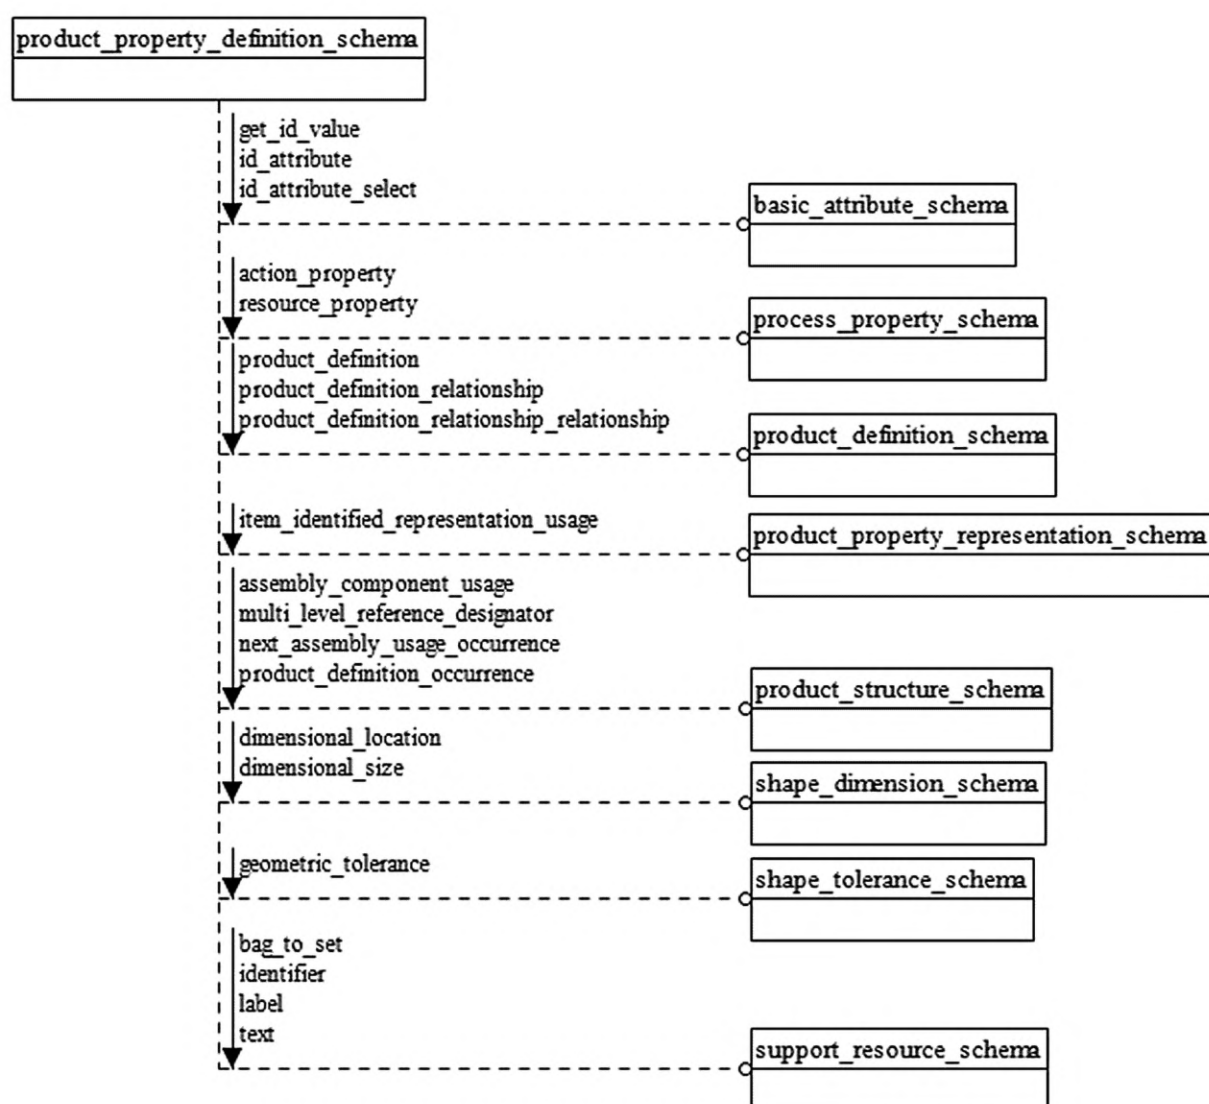 product_property_definition_schema
get_id_value
id_attribute
id_attribute_select
basic_attribute_schema
action_property
resource_property
process_property_schema
product_definition
product_definition_relationship
product_definition_relationship_relationship
product_definition_schema
item_identified_representation_usage
product_property_representation_schema
assembly_component_usage
multi_level_reference_designator
next_assembly_usage_occurrence
product_definition_occurrence
product_structure_schema
dimensional_location
dimensional_size
shape_dimension_schema
geometric_tolerance
shape_tolerance_schema
bag_to_set
identifier
label
text
support_resource_schema